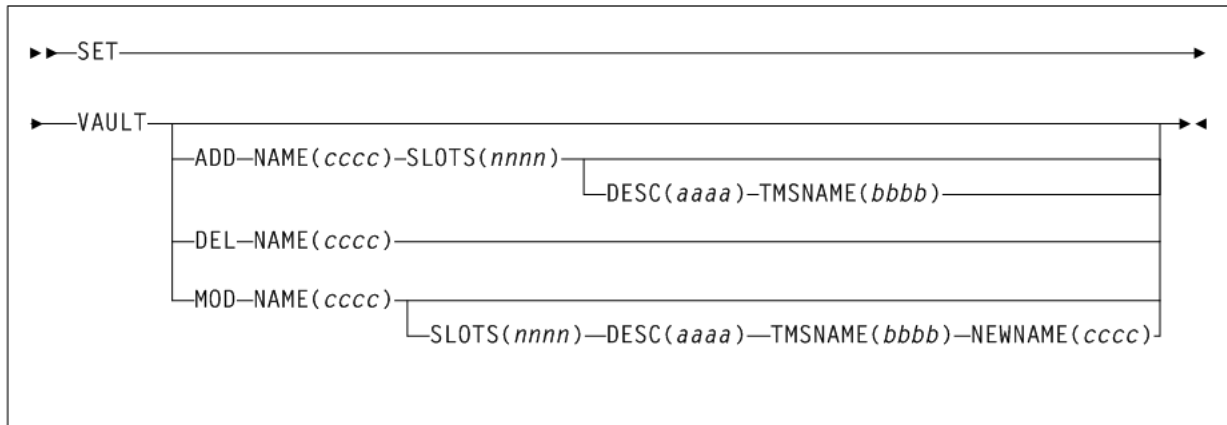 SET
VAULT
ADD NAME(cccc) SLOTS(nnnn)
DESC(aaaa) TMSNAME(bbbb)
DEL NAME(cccc)
MOD NAME(cccc)
SLOTS(nnnn) DESC(aaaa) TMSNAME(bbbb) NEWNAME(cccc)